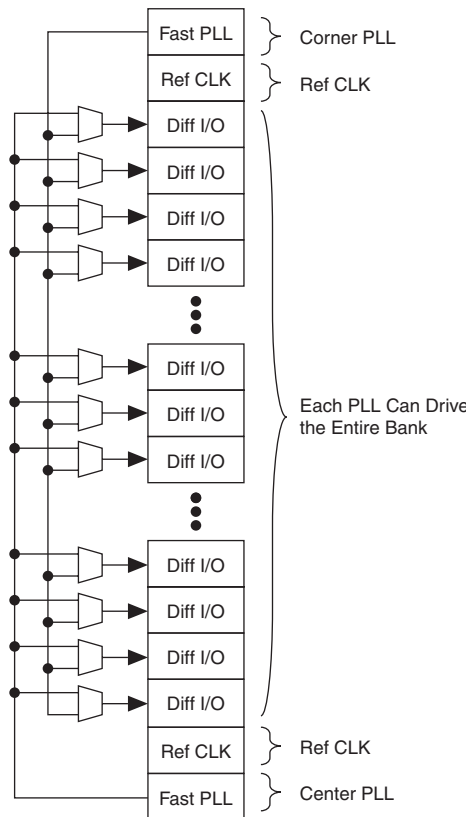 Fast PLL
Corner PLL
Ref CLK
Ref CLK
Diff I/O
Diff I/O
Diff I/O
Diff I/O
Diff I/O
Diff I/O
Diff I/O
Each PLL Can Drive
the Entire Bank
Diff I/O
Diff I/O
Diff I/O
Diff I/O
Ref CLK
Ref CLK
Fast PLL
Center PLL